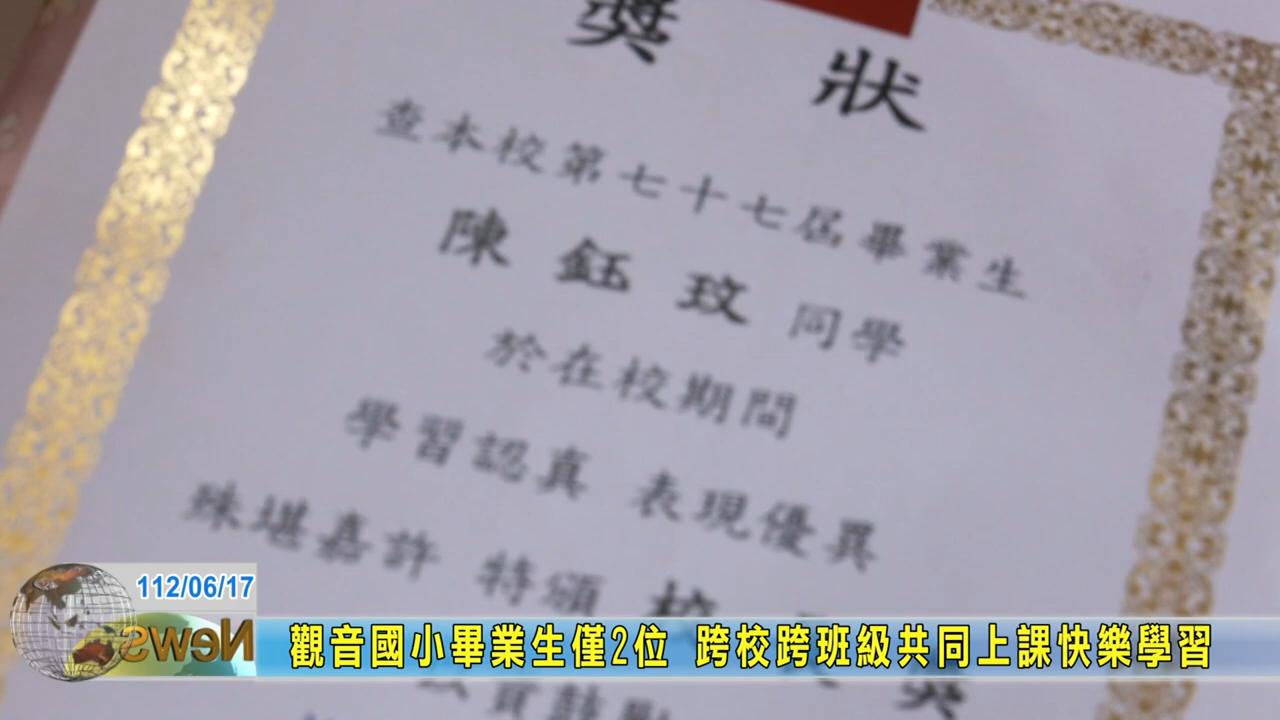 獎 狀
查本校第七十七屆畢業生
陳 鈺 玟 同學
於在校期間
學習認真 表現優異
殊堪嘉許 特頒 校
112/06/17
News
觀音國小畢業生僅2位 跨校跨班級共同上課快樂學習
獎